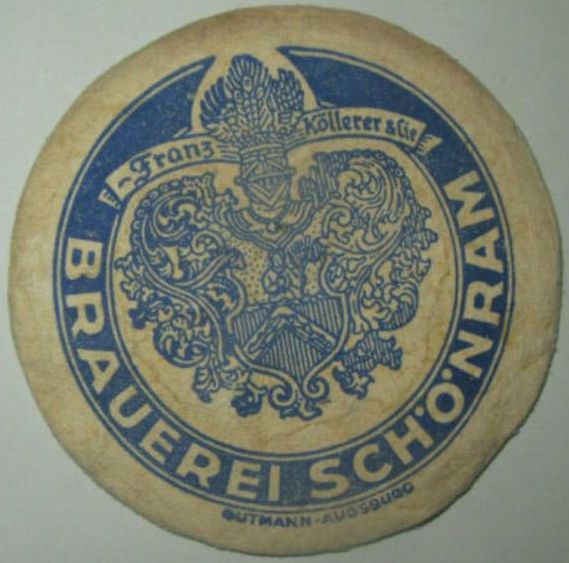 Franz Köllerer & Cie
BRAUEREI SCHÖNRAM
GUTMANN-AUGSBURG